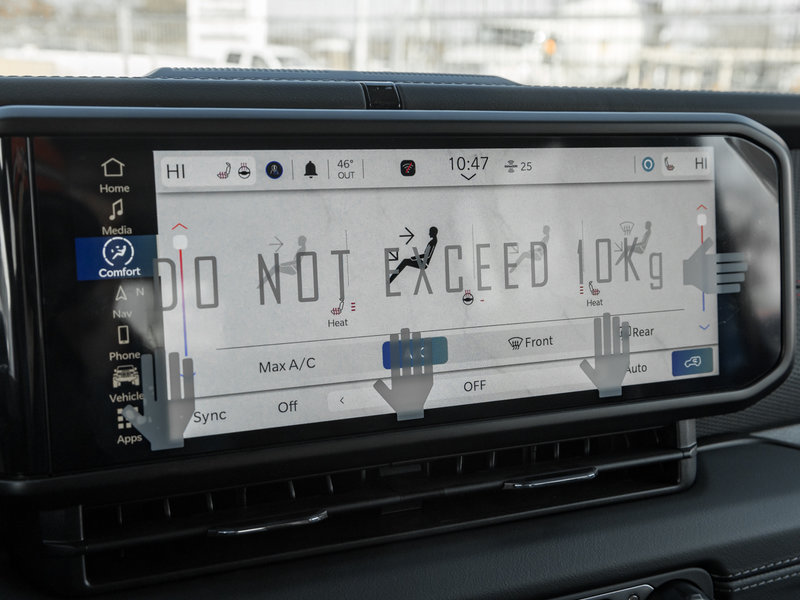 HI 46° OUT 10:47 25 HI
Home
Media
Comfort
DO NOT EXCEED 10Kg
Nav N
Heat Heat
Phone
Max A/C Front Rear
Vehicle
Sync Off OFF Auto
Apps